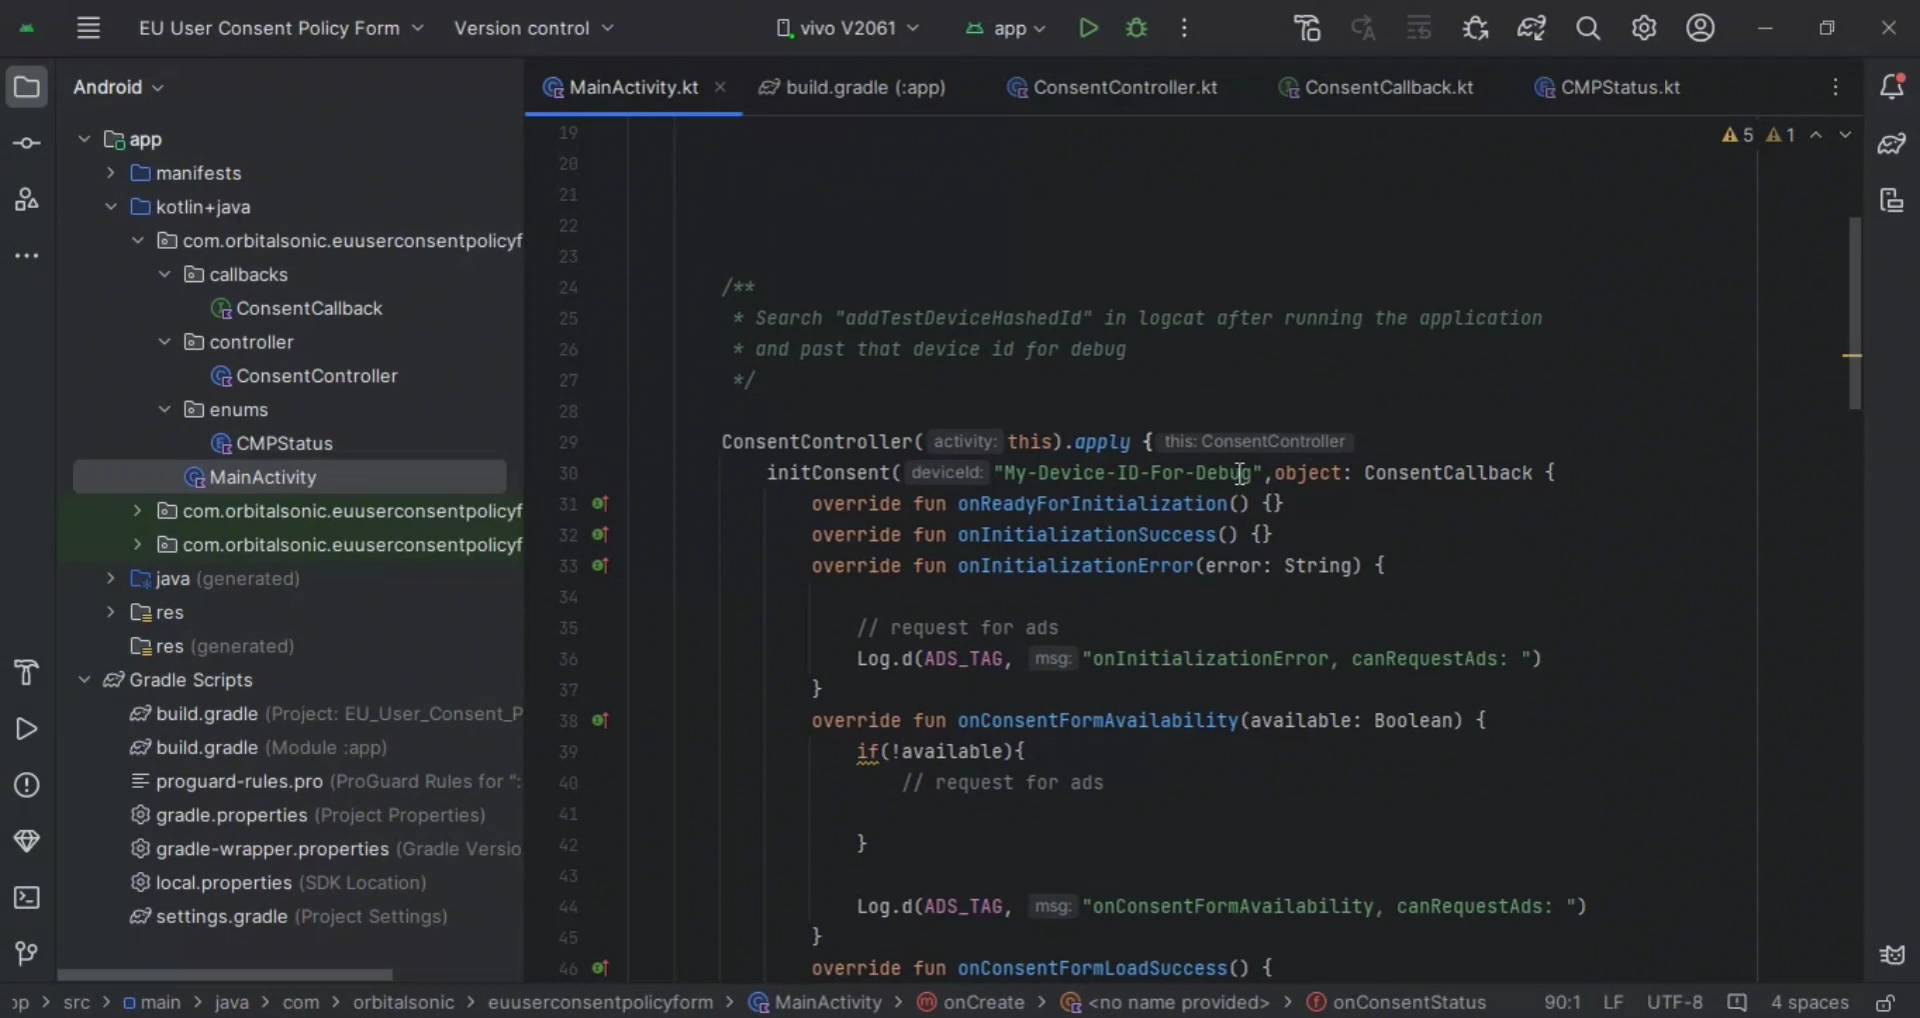 EU User Consent Policy Form
Version control
vivo V2061
app
Android
MainActivity.kt
build.gradle (:app)
ConsentController.kt
ConsentCallback.kt
CMPStatus.kt
app
manifests
kotlin+java
com.orbitalsonic.euuserconsentpolicyf
callbacks
ConsentCallback
controller
ConsentController
enums
CMPStatus
MainActivity
com.orbitalsonic.euuserconsentpolicyf
com.orbitalsonic.euuserconsentpolicyf
java (generated)
res
res (generated)
Gradle Scripts
build.gradle (Project: EU_User_Consent_P
build.gradle (Module :app)
proguard-rules.pro (ProGuard Rules for ":
gradle.properties (Project Properties)
gradle-wrapper.properties (Gradle Versio
local.properties (SDK Location)
settings.gradle (Project Settings)
5 1
19
20
21
22
23
24 /**
25 * Search "addTestDeviceHashedId" in logcat after running the application
26 * and past that device id for debug
27 */
28
29 ConsentController( activity: this).apply { this: ConsentController
30 initConsent( deviceId: "My-Device-ID-For-Debug",object: ConsentCallback {
31 override fun onReadyForInitialization() {}
32 override fun onInitializationSuccess() {}
33 override fun onInitializationError(error: String) {
34
35 // request for ads
36 Log.d(ADS_TAG, msg: "onInitializationError, canRequestAds: ")
37 }
38 override fun onConsentFormAvailability(available: Boolean) {
39 if(!available){
40 // request for ads
41
42 }
43
44 Log.d(ADS_TAG, msg: "onConsentFormAvailability, canRequestAds: ")
45 }
46 override fun onConsentFormLoadSuccess() {
pp > src > main > java > com > orbitalsonic > euuserconsentpolicyform > MainActivity > onCreate > <no name provided> > onConsentStatus
90:1 LF UTF-8 4 spaces